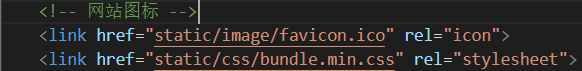 <!-- 网站图标 -->
<link href="static/image/favicon.ico" rel="icon">
<link href="static/css/bundle.min.css" rel="stylesheet">